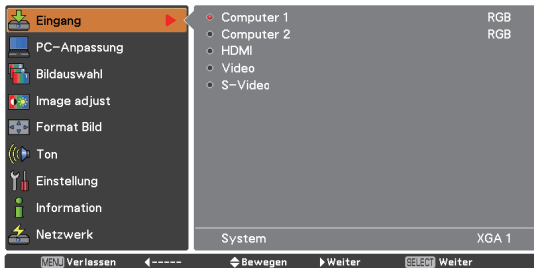 Eingang
PC-Anpassung
Bildauswahl
Image adjust
Format Bild
Ton
Einstellung
Information
Netzwerk
Computer 1 RGB
Computer 2 RGB
HDMI
Video
S-Video
System XGA 1
MENU Verlassen ◀----- Bewegen ▶Weiter SELECT Weiter